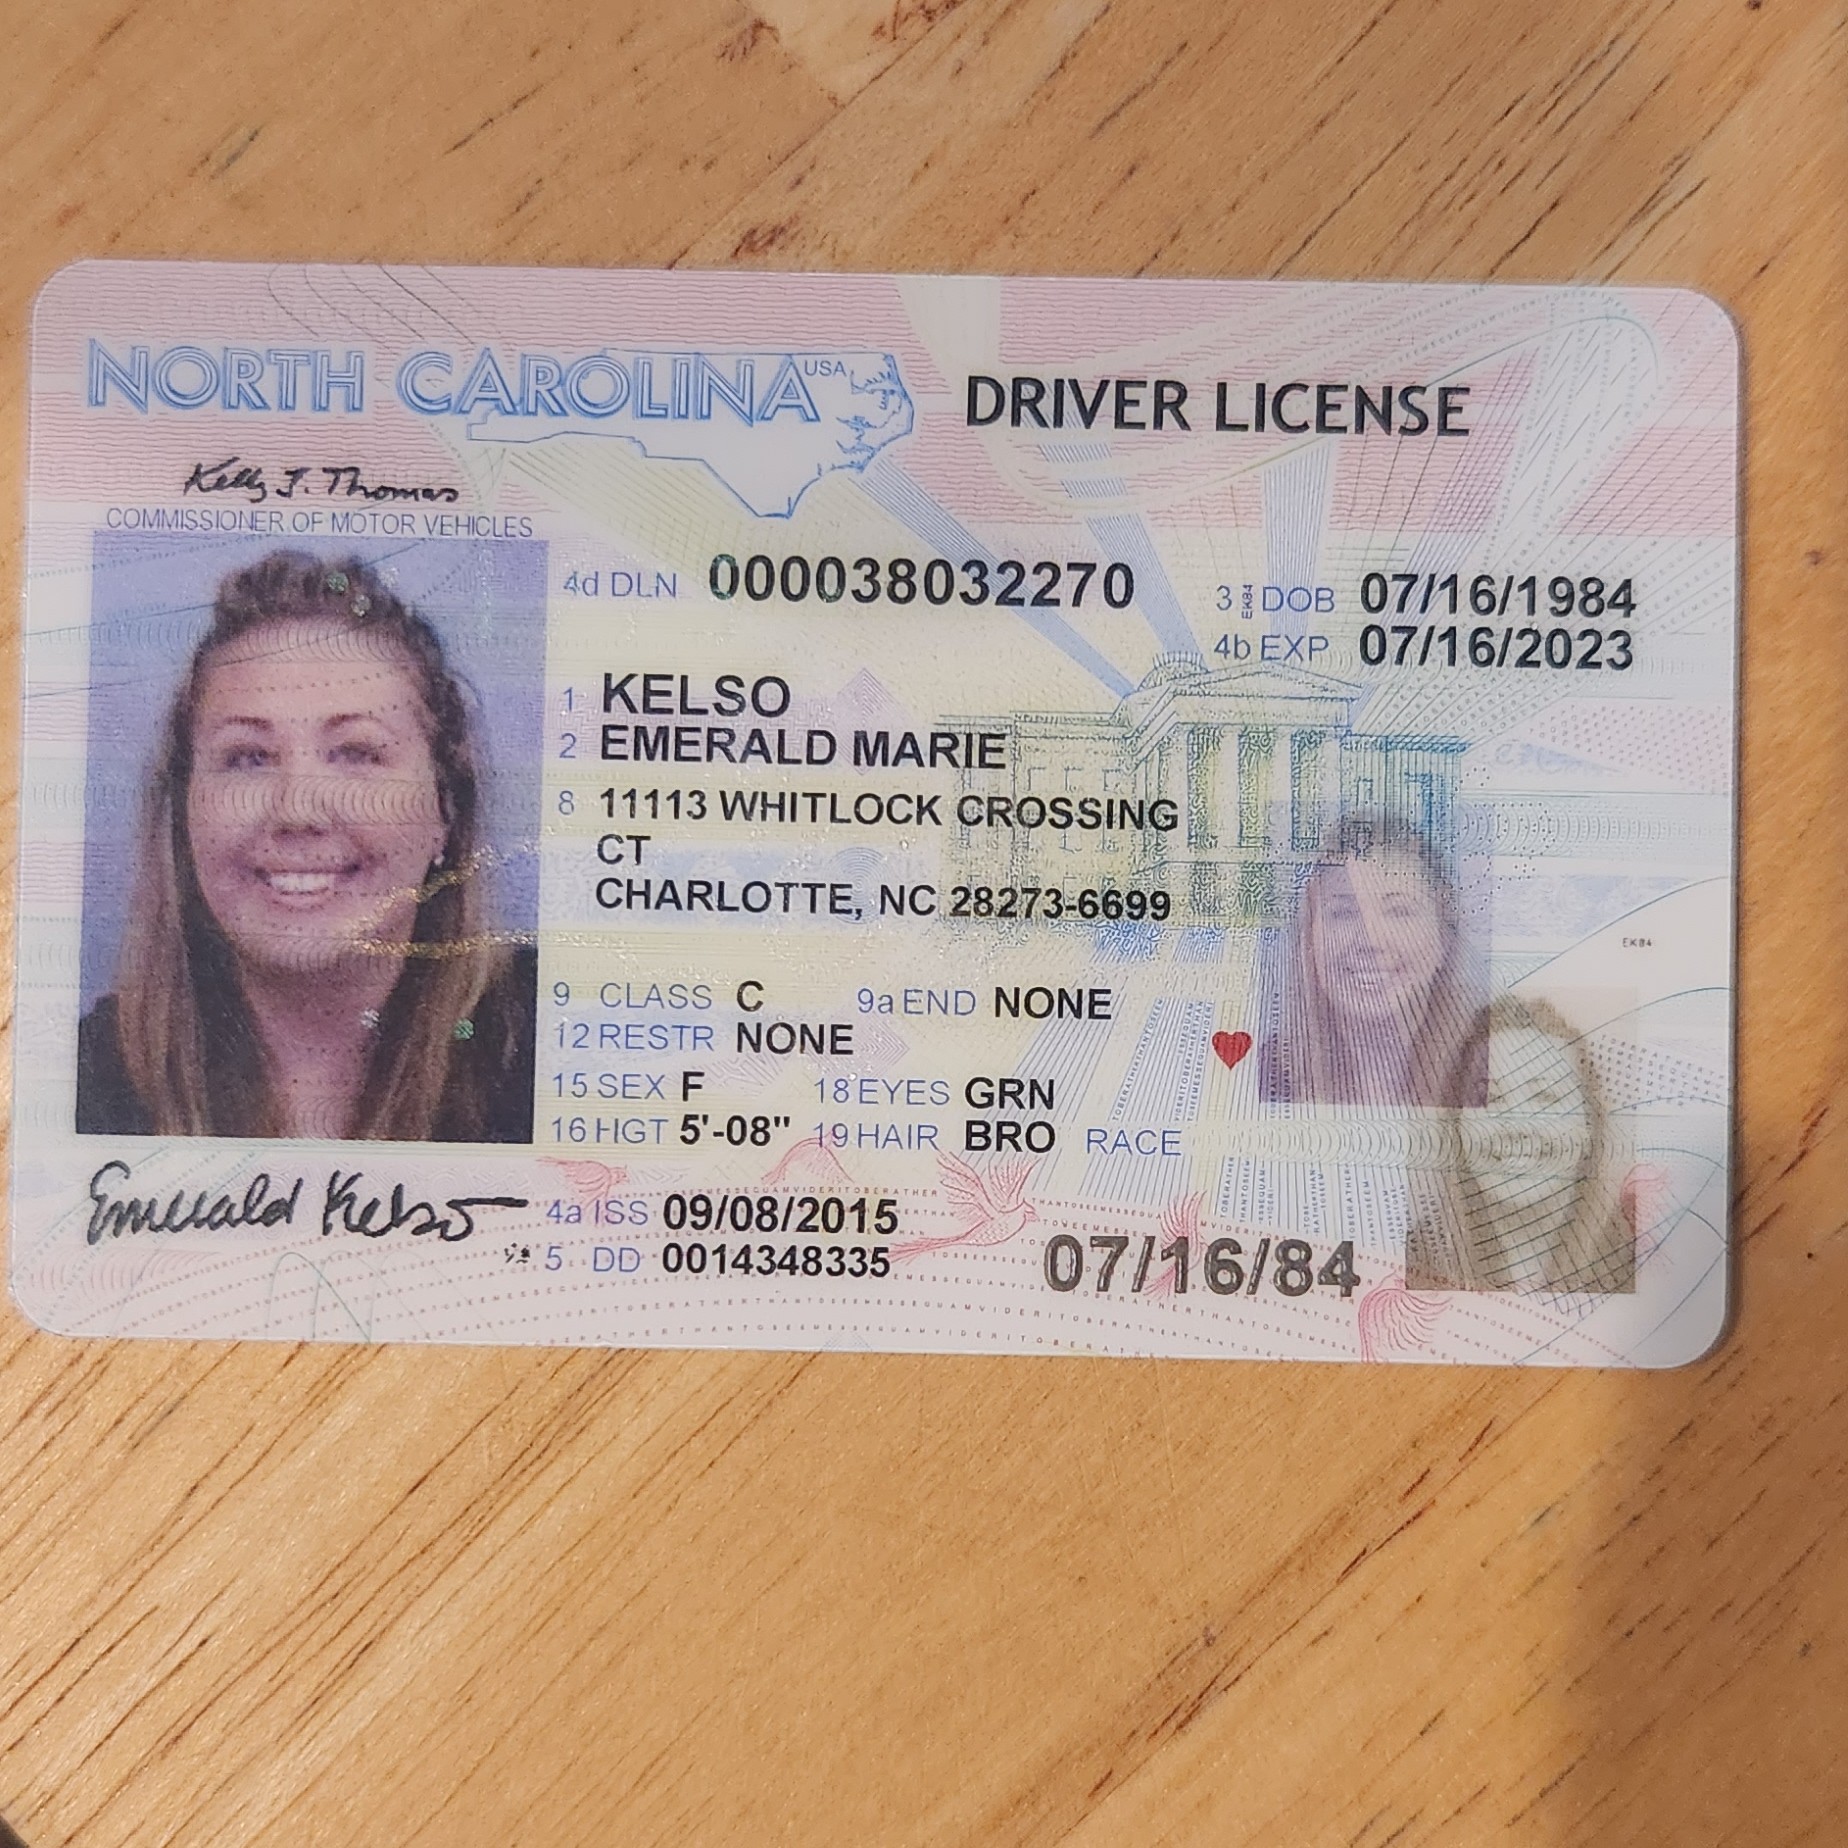 NORTH CAROLINA USA
DRIVER LICENSE
Kelly J. Thomas
COMMISSIONER OF MOTOR VEHICLES
4d DLN 000038032270
3 DOB 07/16/1984
EK84
4b EXP 07/16/2023
1 KELSO
2 EMERALD MARIE
8 11113 WHITLOCK CROSSING
CT
CHARLOTTE, NC 28273-6699
EK84
9 CLASS C 9a END NONE
12 RESTR NONE
15 SEX F 18 EYES GRN
16 HGT 5'-08" 19 HAIR BRO RACE
Emerald Kelso
4a ISS 09/08/2015
5 DD 0014348335
07/16/84